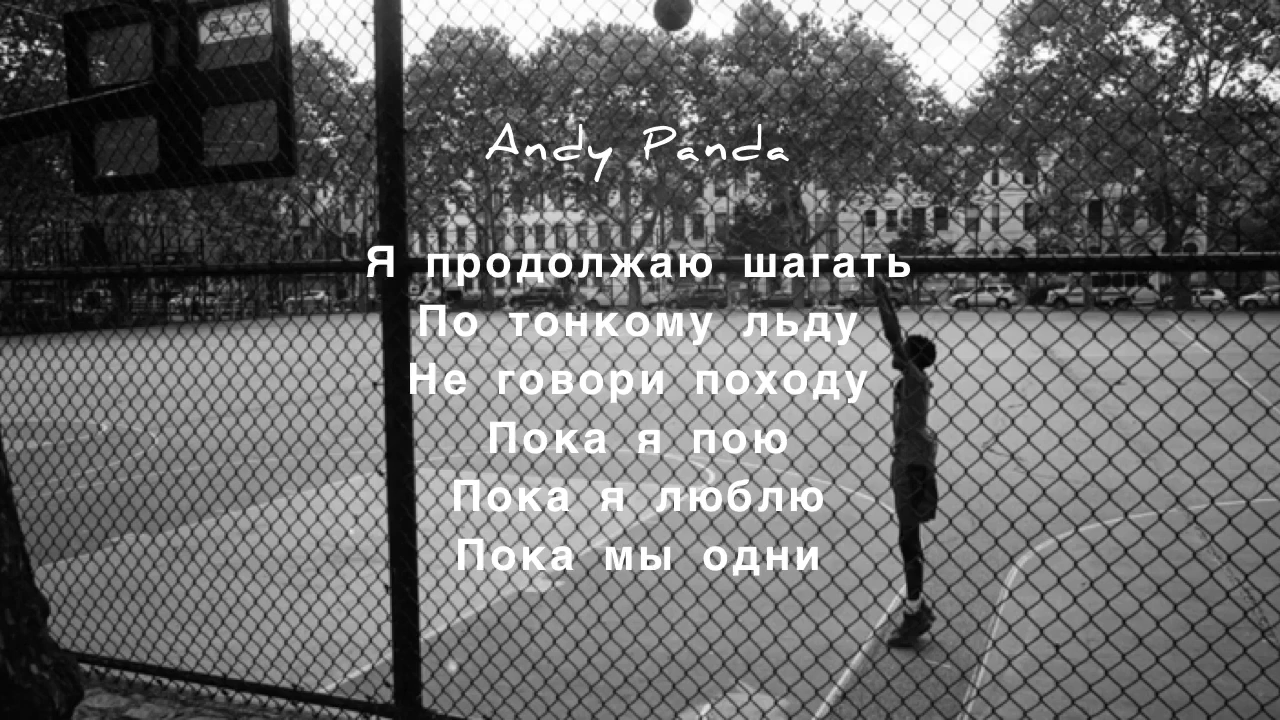 Andy Panda
Я продолжаю шагать
По тонкому льду
Не говори походу
Пока я пою
Пока я люблю
Пока мы одни